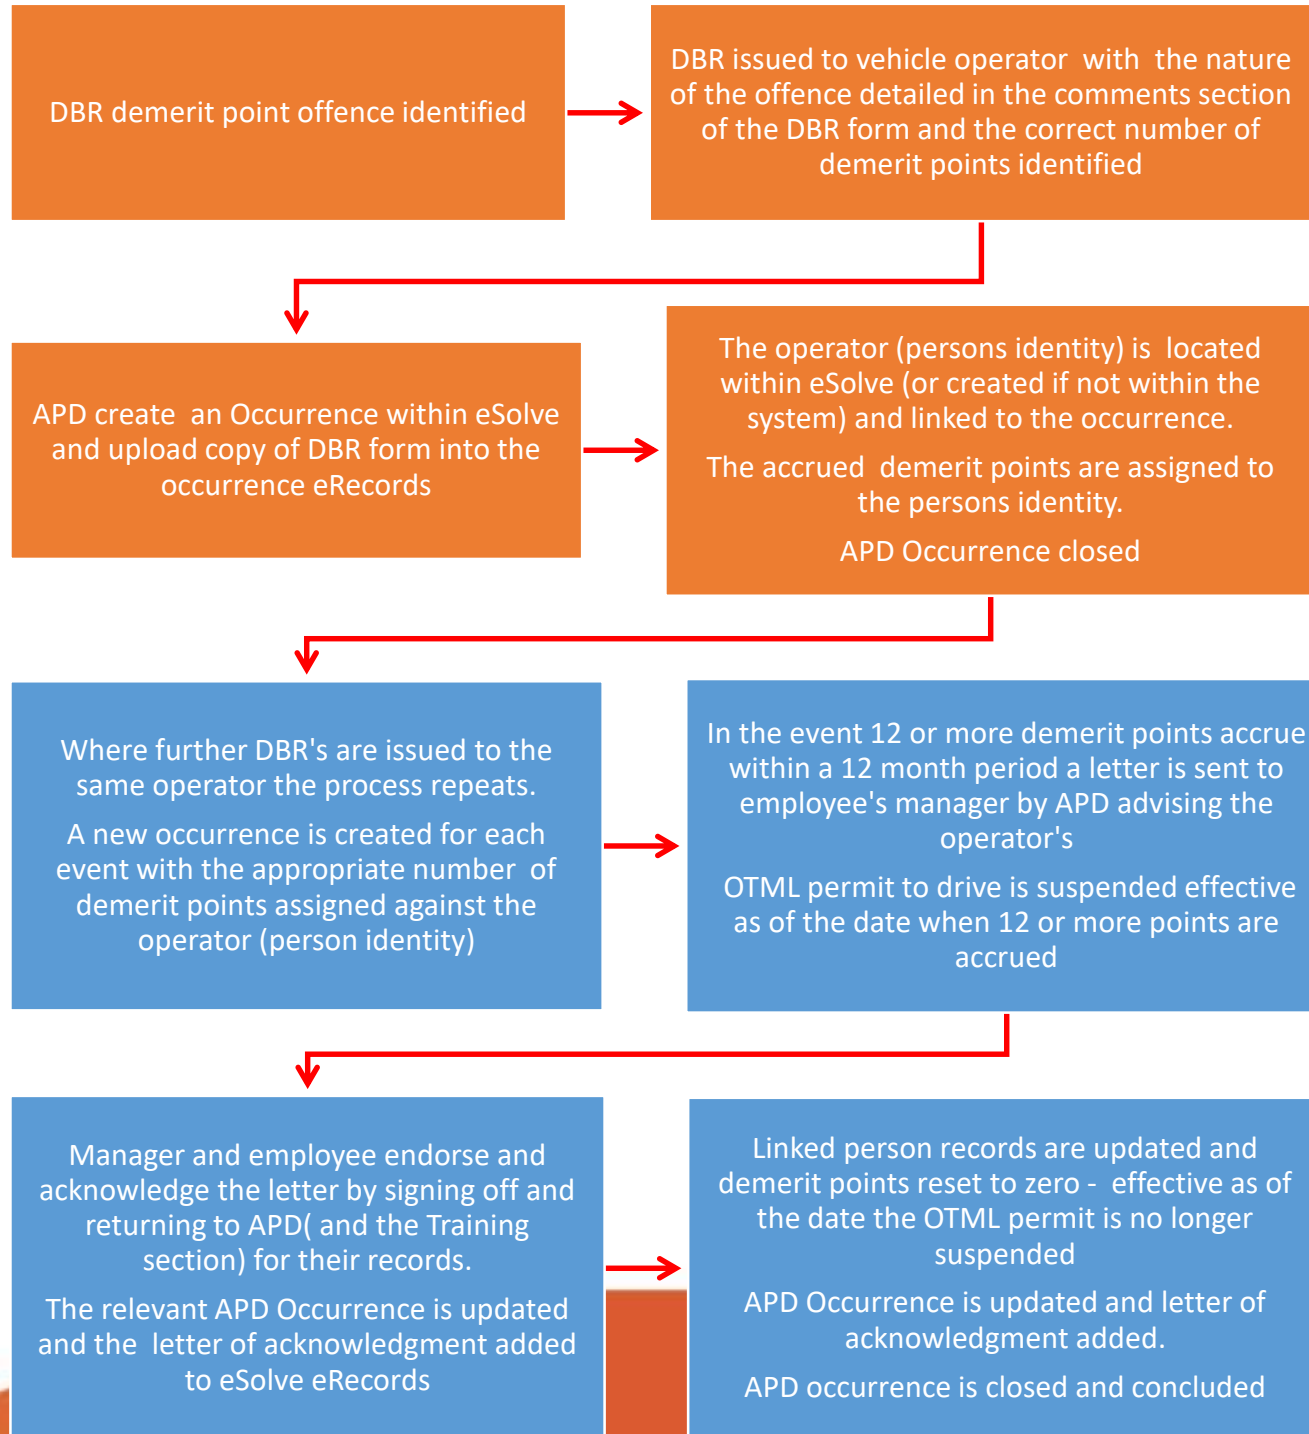 DBR demerit point offence identified
DBR issued to vehicle operator with the nature
of the offence detailed in the comments section
of the DBR form and the correct number of
demerit points identified
APD create an Occurrence within eSolve
and upload copy of DBR form into the
occurrence eRecords
The operator (persons identity) is located
within eSolve (or created if not within the
system) and linked to the occurrence.
The accrued demerit points are assigned to
the persons identity.
APD Occurrence closed
Where further DBR's are issued to the
same operator the process repeats.
A new occurrence is created for each
event with the appropriate number of
demerit points assigned against the
operator (person identity)
In the event 12 or more demerit points accrue
within a 12 month period a letter is sent to
employee's manager by APD advising the
operator's
OTML permit to drive is suspended effective
as of the date when 12 or more points are
accrued
Manager and employee endorse and
acknowledge the letter by signing off and
returning to APD( and the Training
section) for their records.
The relevant APD Occurrence is updated
and the letter of acknowledgment added
to eSolve eRecords
Linked person records are updated and
demerit points reset to zero - effective as of
the date the OTML permit is no longer
suspended
APD Occurrence is updated and letter of
acknowledgment added.
APD occurrence is closed and concluded